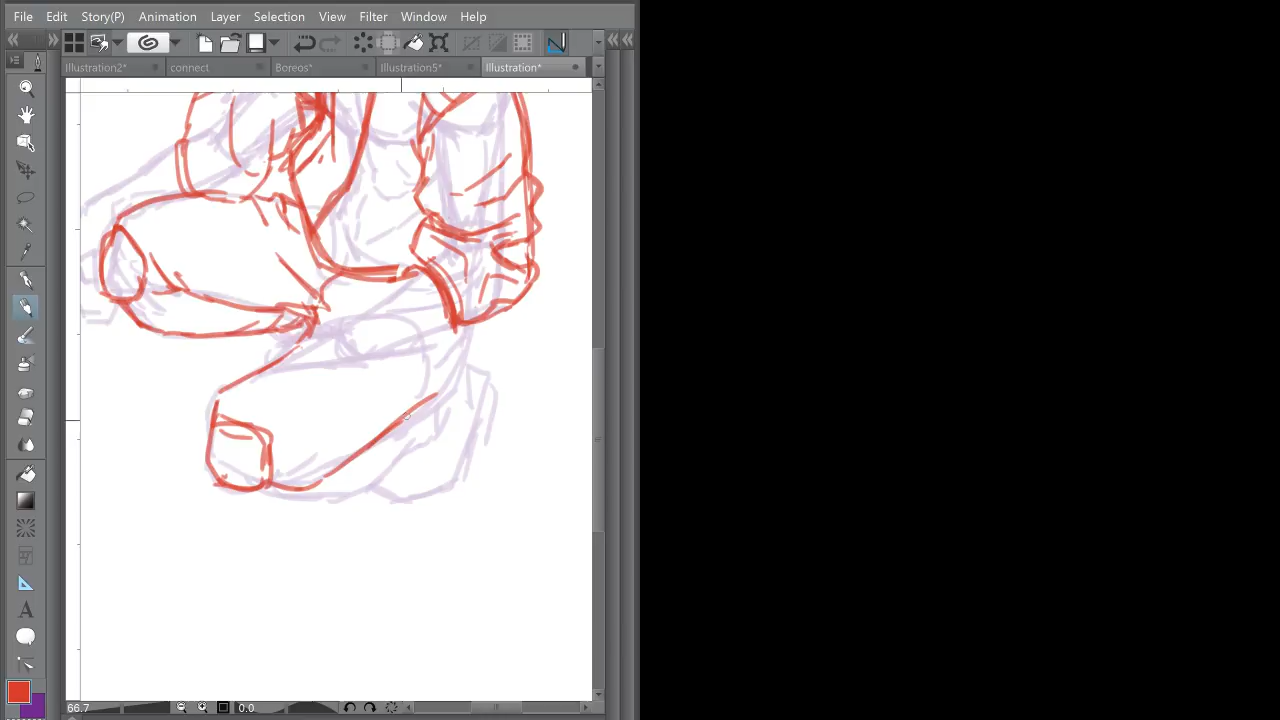 File Edit Story(P) Animation Layer Selection View Filter Window Help
Illustration2* connect Boreos* Illustration5* Illustration*
66.7 0.0